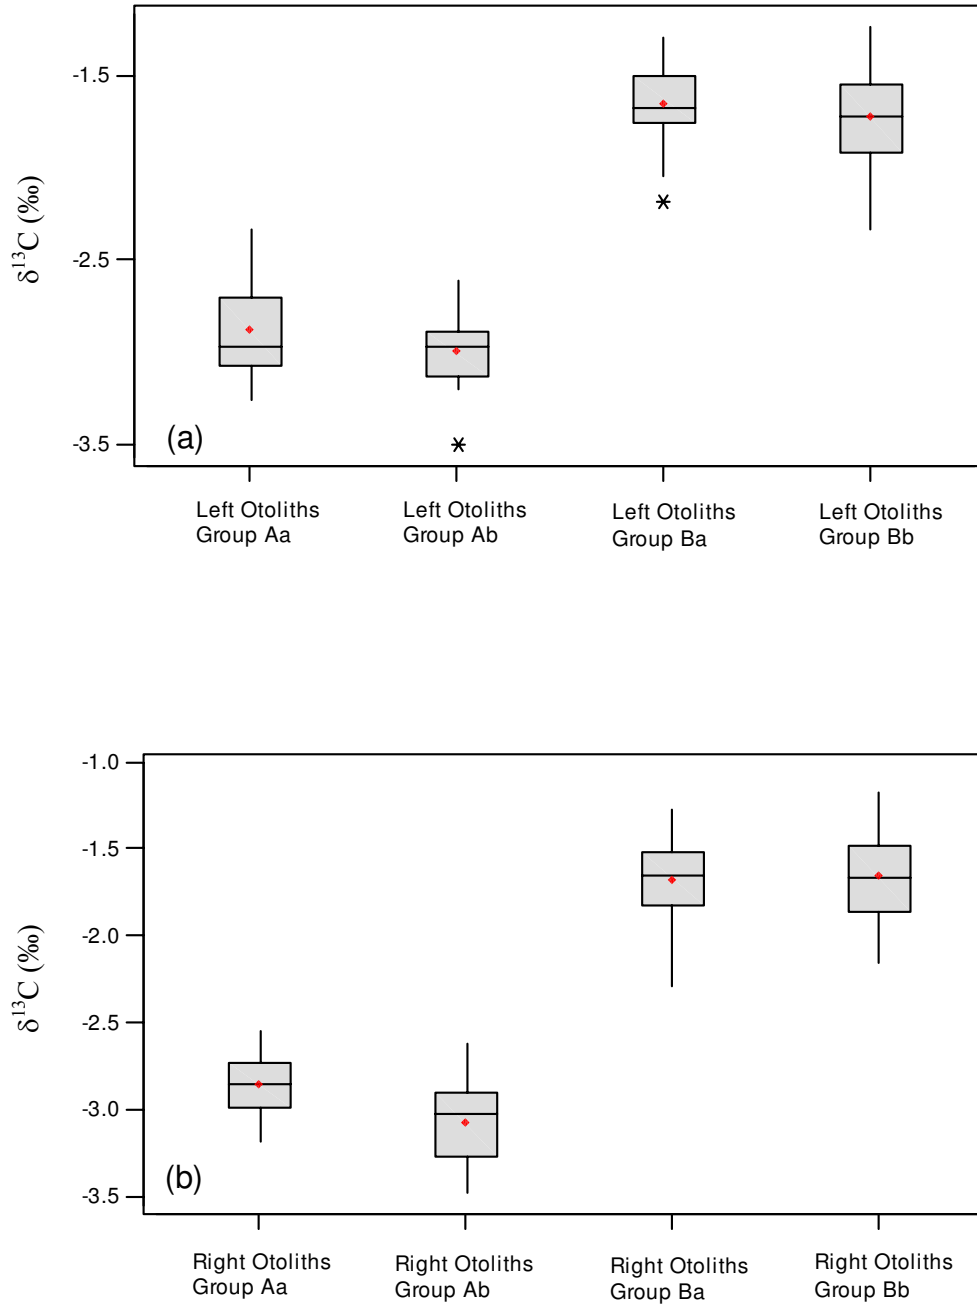 -1.5
δ13C (‰)
-2.5
-3.5
(a)
Left Otoliths
Group Aa
Left Otoliths
Group Ab
Left Otoliths
Group Ba
Left Otoliths
Group Bb
-1.0
-1.5
-2.0
δ13C (‰)
-2.5
-3.0
-3.5
(b)
Right Otoliths
Group Aa
Right Otoliths
Group Ab
Right Otoliths
Group Ba
Right Otoliths
Group Bb